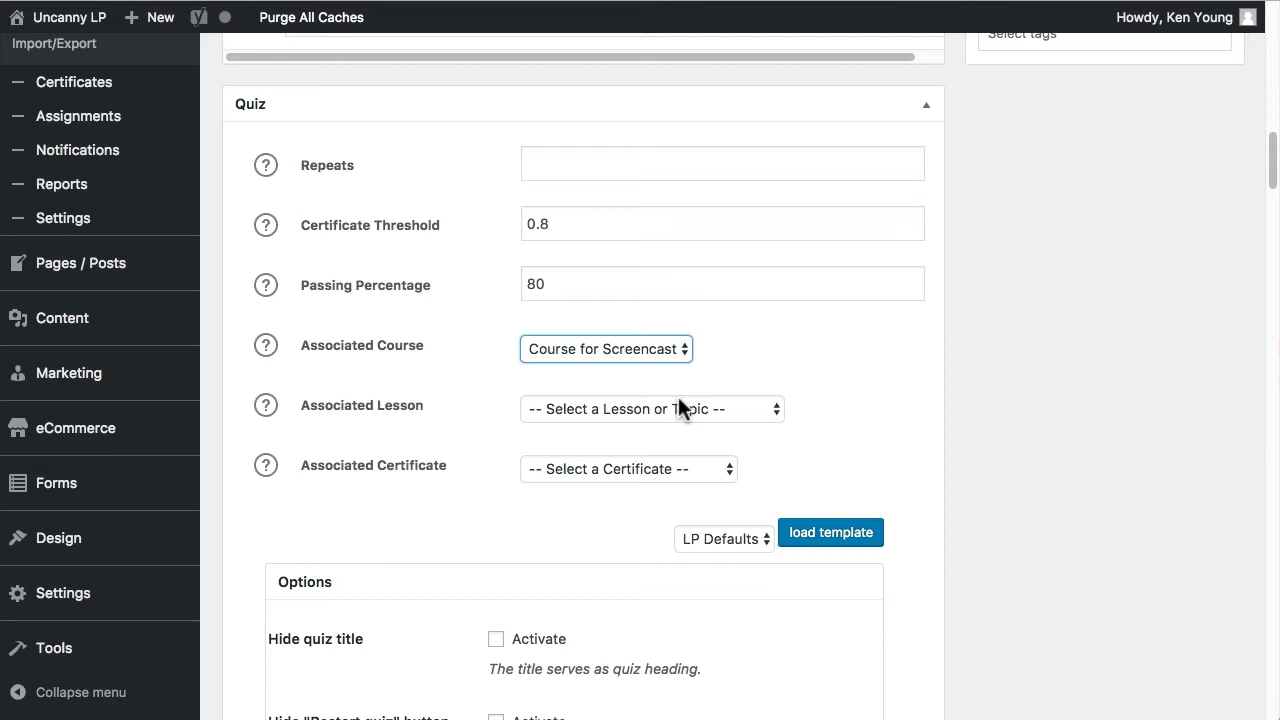 Uncanny LP
New
Purge All Caches
Howdy, Ken Young
Import/Export
Certificates
Assignments
Notifications
Reports
Settings
Pages / Posts
Content
Marketing
eCommerce
Forms
Design
Settings
Tools
Collapse menu
Select tags
Quiz
? Repeats
? Certificate Threshold 0.8
? Passing Percentage 80
? Associated Course Course for Screencast
? Associated Lesson -- Select a Lesson or Topic --
? Associated Certificate -- Select a Certificate --
LP Defaults load template
Options
Hide quiz title Activate
The title serves as quiz heading.
Hide "Restart quiz" button Activate